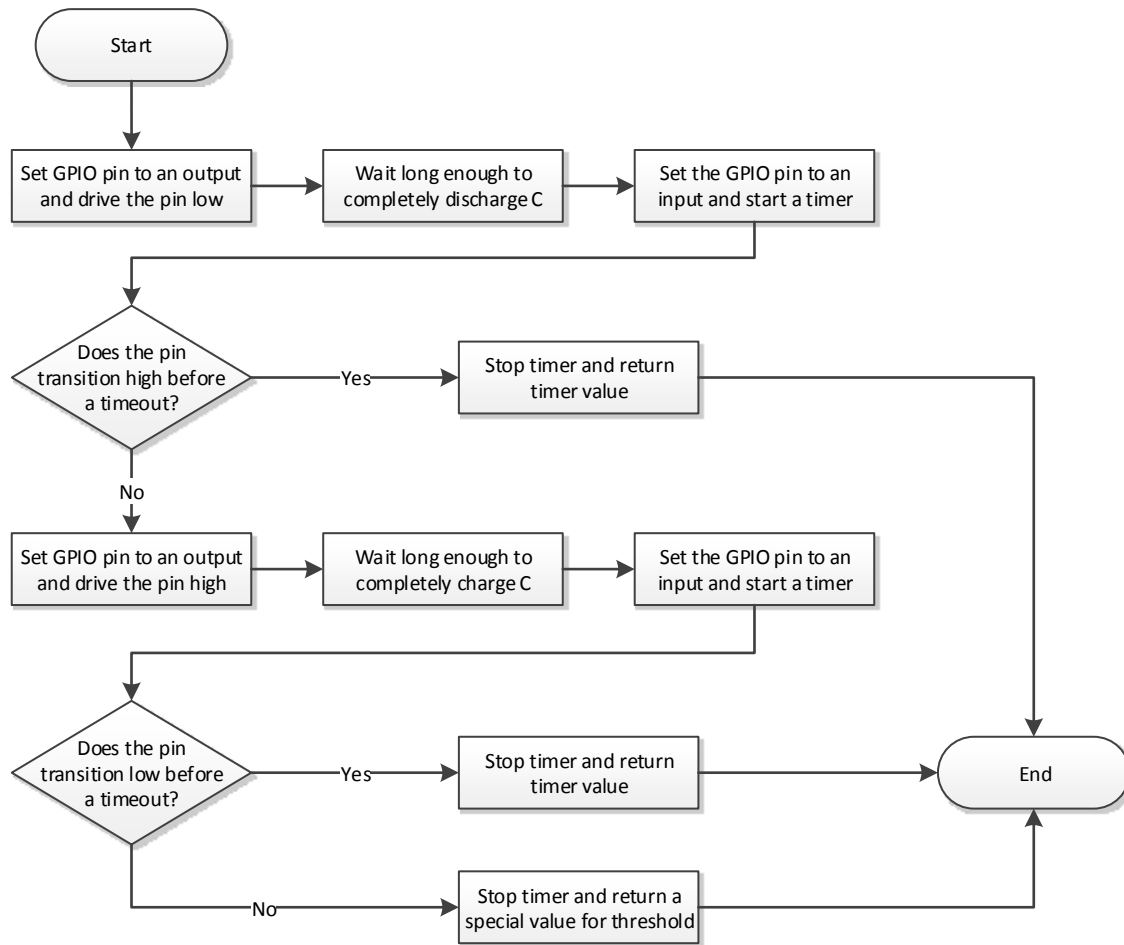 Start
Set GPIO pin to an output
and drive the pin low
Wait long enough to
completely discharge C
Set the GPIO pin to an
input and start a timer
Does the pin
transition high before
a timeout?
Yes
Stop timer and return
timer value
No
Set GPIO pin to an output
and drive the pin high
Wait long enough to
completely charge C
Set the GPIO pin to an
input and start a timer
Does the pin
transition low before
a timeout?
Yes
Stop timer and return
timer value
End
No
Stop timer and return a
special value for threshold